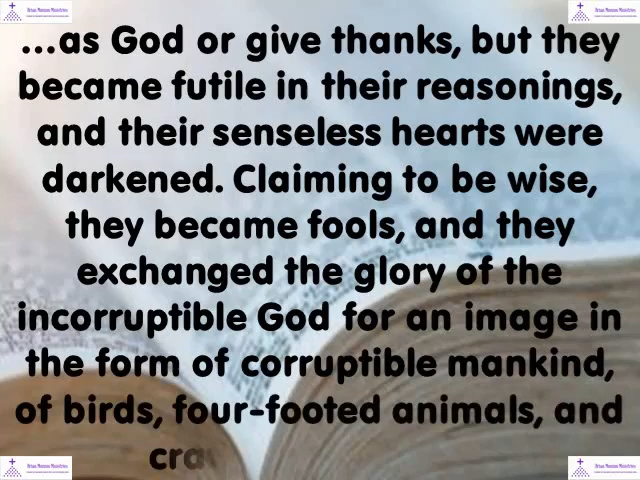 ...as God or give thanks, but they
became futile in their reasonings,
and their senseless hearts were
darkened. Claiming to be wise,
they became fools, and they
exchanged the glory of the
incorruptible God for an image in
the form of corruptible mankind,
of birds, four-footed animals, and